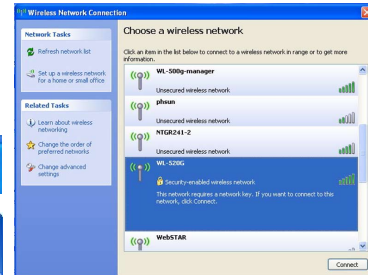 Wireless Network Connection
Network Tasks
Refresh network list
Set up a wireless network
for a home or small office
Related Tasks
Learn about wireless
networking
Change the order of
preferred networks
Change advanced
settings
Choose a wireless network
Click an item in the list below to connect to a wireless network in range or to get more
information.
WL-500g-manager
Unsecured wireless network
phsun
Unsecured wireless network
NTGR241-2
Unsecured wireless network
WL-520G
Security-enabled wireless network
This network requires a network key. If you want to connect to this
network, click Connect.
WebSTAR
Connect